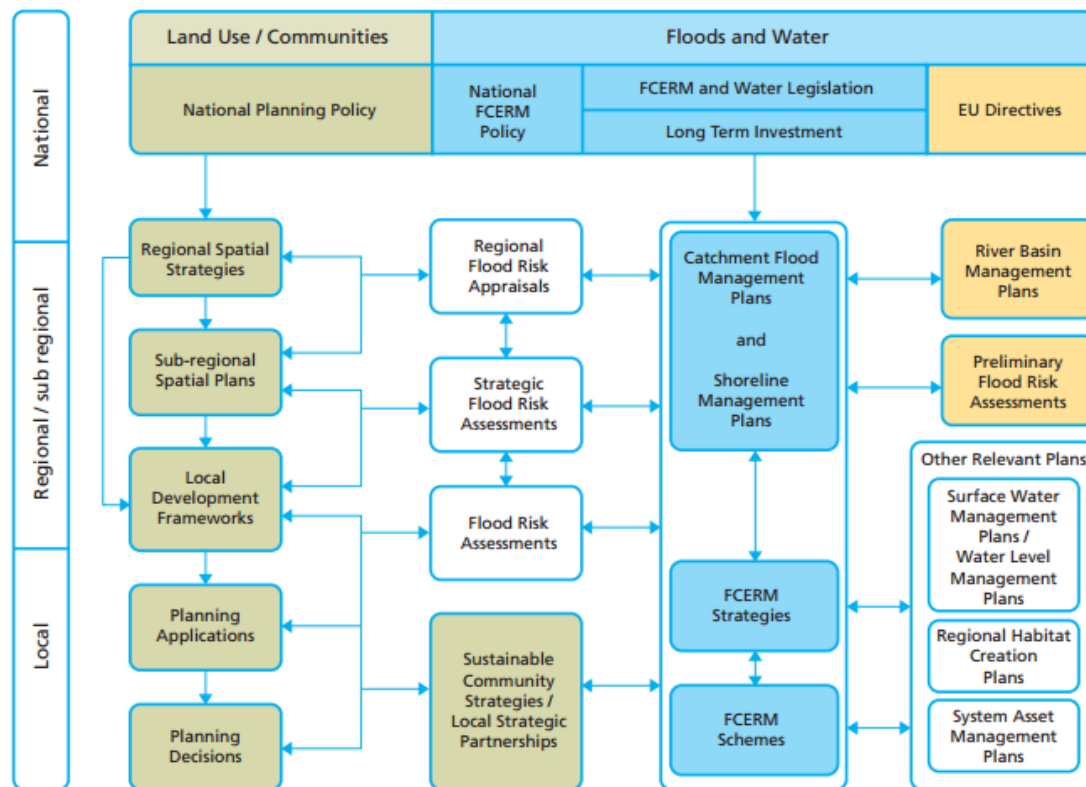 Land Use / Communities
Floods and Water
National Planning Policy
National
FCERM
Policy
FCERM and Water Legislation
Long Term Investment
EU Directives
National
Regional / sub regional
Local
Regional Spatial
Strategies
Sub-regional
Spatial Plans
Local
Development
Frameworks
Planning
Applications
Planning
Decisions
Regional
Flood Risk
Appraisals
Strategic
Flood Risk
Assessments
Flood Risk
Assessments
Sustainable
Community
Strategies /
Local Strategic
Partnerships
Catchment Flood
Management
Plans
and
Shoreline
Management
Plans
FCERM
Strategies
FCERM
Schemes
River Basin
Management
Plans
Preliminary
Flood Risk
Assessments
Other Relevant Plans
Surface Water
Management
Plans /
Water Level
Management
Plans
Regional Habitat
Creation
Plans
System Asset
Management
Plans